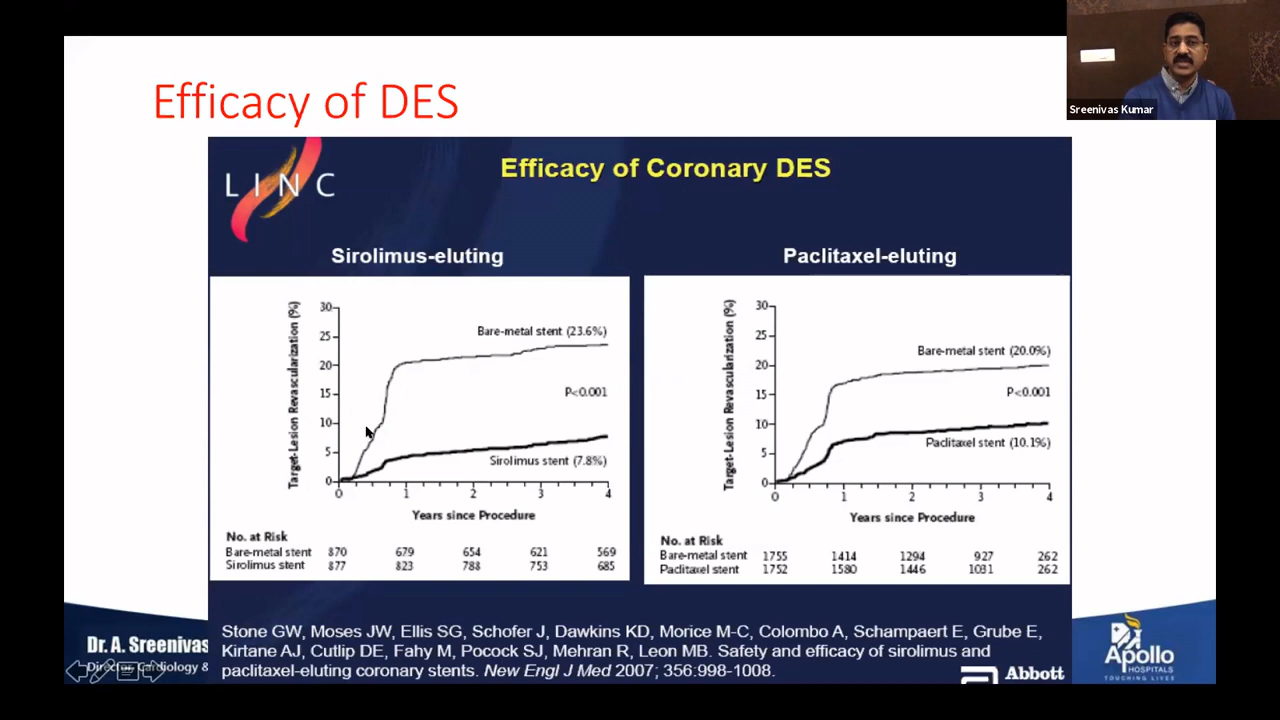 Sreenivas Kumar
Efficacy of DES
LINC
Efficacy of Coronary DES
Sirolimus-eluting
Target-Lesion Revascularization (%)
30
25
20
15
10
5
0
Bare-metal stent (23.6%)
P<0.001
Sirolimus stent (7.8%)
0 1 2 3 4
Years since Procedure
No. at Risk
Bare-metal stent 870 679 654 621 569
Sirolimus stent 877 823 788 753 685
Paclitaxel-eluting
Target-Lesion Revascularization (%)
30
25
20
15
10
5
0
Bare-metal stent (20.0%)
P<0.001
Paclitaxel stent (10.1%)
0 1 2 3 4
Years since Procedure
No. at Risk
Bare-metal stent 1755 1414 1294 927 262
Paclitaxel stent 1752 1580 1446 1031 262
Stone GW, Moses JW, Ellis SG, Schofer J, Dawkins KD, Morice M-C, Colombo A, Schampaert E, Grube E,
Kirtane AJ, Cutlip DE, Fahy M, Pocock SJ, Mehran R, Leon MB. Safety and efficacy of sirolimus and
paclitaxel-eluting coronary stents. New Engl J Med 2007; 356:998-1008.
Abbott
Dr. A. Sreenivas
Director Cardiology &
Apollo
HOSPITALS
TOUCHING LIVES